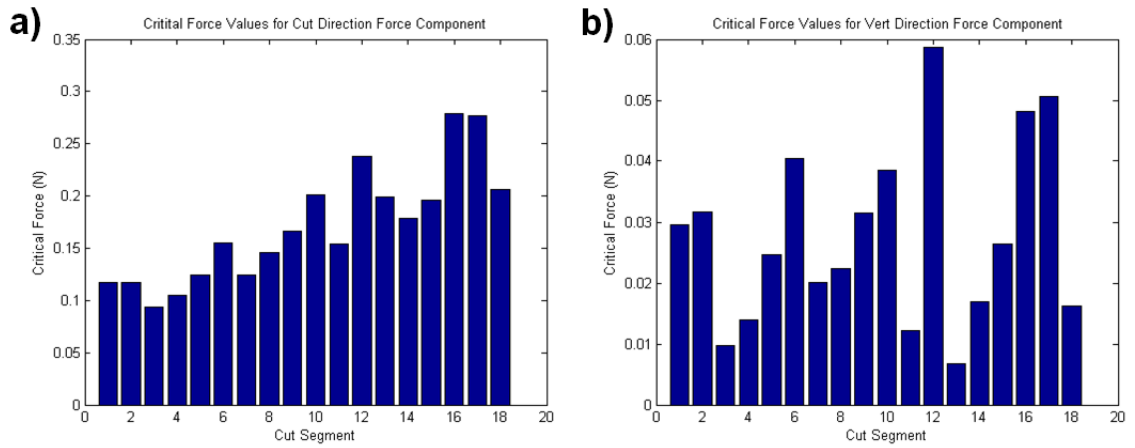 a)
Critital Force Values for Cut Direction Force Component
Critical Force (N)
0.35
0.3
0.25
0.2
0.15
0.1
0.05
0
0 2 4 6 8 10 12 14 16 18 20
Cut Segment
b)
Critical Force Values for Vert Direction Force Component
Critical Force (N)
0.06
0.05
0.04
0.03
0.02
0.01
0
0 2 4 6 8 10 12 14 16 18 20
Cut Segment